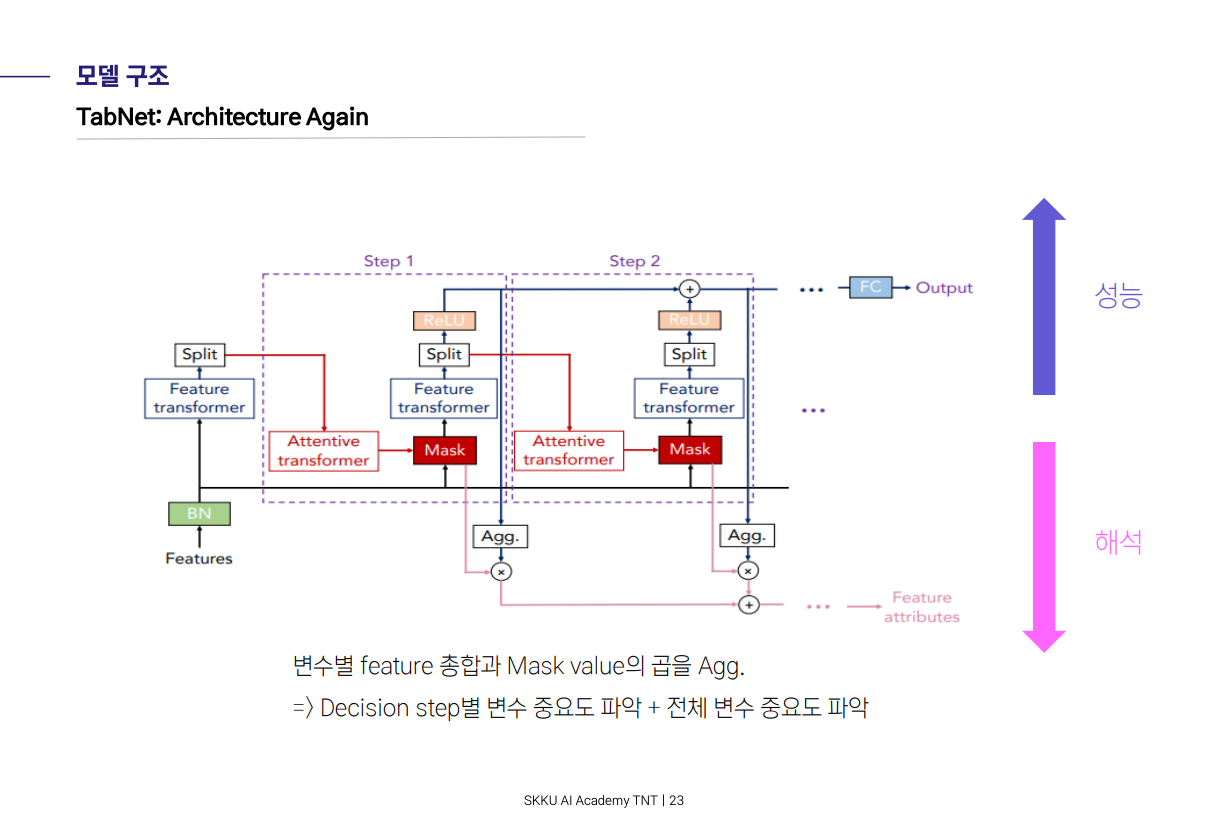 모델 구조
TabNet: Architecture Again
Step 1
Step 2
성능
FC
Output
ReLU
ReLU
Split
Split
Split
Feature
transformer
Feature
transformer
Feature
transformer
...
Attentive
transformer
Mask
Attentive
transformer
Mask
BN
Agg.
Agg.
해석
Features
×
×
+
+
...
...
Feature
attributes
변수별 feature 총합과 Mask value의 곱을 Agg.
=> Decision step별 변수 중요도 파악 + 전체 변수 중요도 파악
SKKU AI Academy TNT | 23